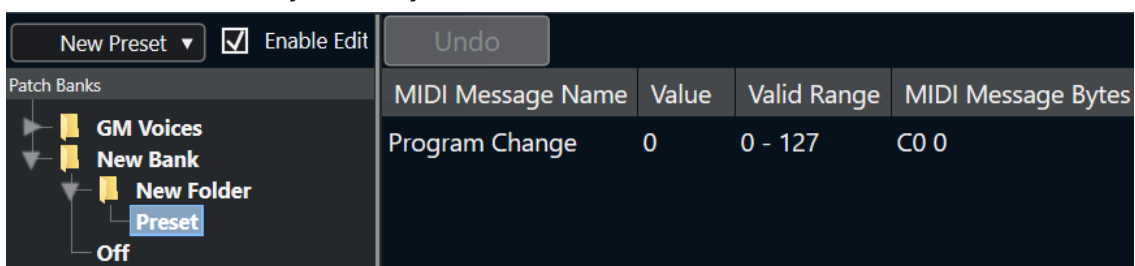 New Preset ▼ Enable Edit Undo
Patch Banks
MIDI Message Name Value Valid Range MIDI Message Bytes
GM Voices
Program Change 0 0 - 127 C0 0
New Bank
New Folder
Preset
Off